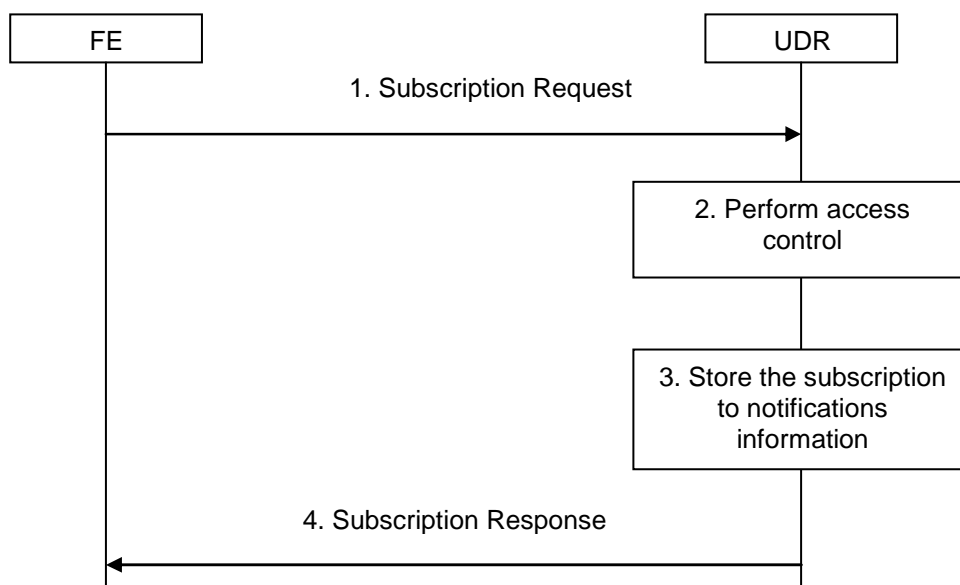 FE
UDR
1. Subscription Request
2. Perform access
control
3. Store the subscription
to notifications
information
4. Subscription Response